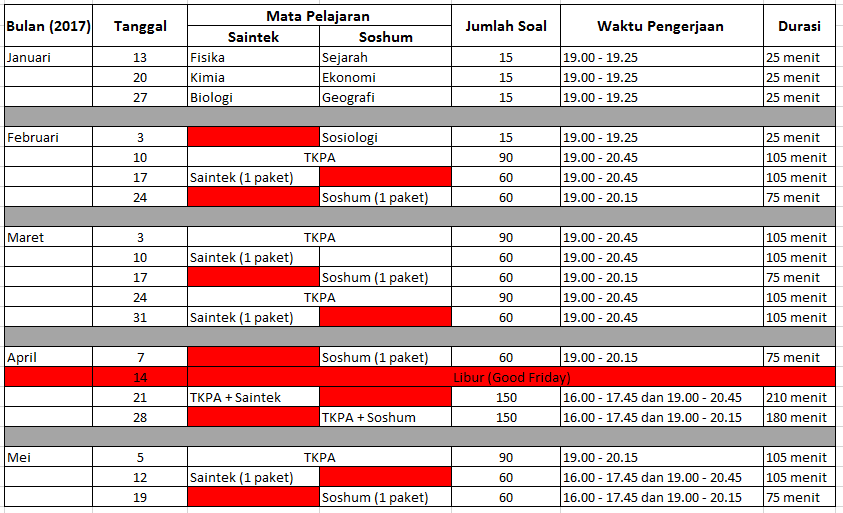 Bulan (2017) Tanggal Mata Pelajaran Jumlah Soal Waktu Pengerjaan Durasi
Saintek Soshum
Januari 13 Fisika Sejarah 15 19.00 - 19.25 25 menit
20 Kimia Ekonomi 15 19.00 - 19.25 25 menit
27 Biologi Geografi 15 19.00 - 19.25 25 menit
Februari 3 Sosiologi 15 19.00 - 19.25 25 menit
10 TKPA 90 19.00 - 20.45 105 menit
17 Saintek (1 paket) 60 19.00 - 20.45 105 menit
24 Soshum (1 paket) 60 19.00 - 20.15 75 menit
Maret 3 TKPA 90 19.00 - 20.45 105 menit
10 Saintek (1 paket) 60 19.00 - 20.45 105 menit
17 Soshum (1 paket) 60 19.00 - 20.15 75 menit
24 TKPA 90 19.00 - 20.45 105 menit
31 Saintek (1 paket) 60 19.00 - 20.45 105 menit
April 7 Soshum (1 paket) 60 19.00 - 20.15 75 menit
14 Libur (Good Friday)
21 TKPA + Saintek 150 16.00 - 17.45 dan 19.00 - 20.45 210 menit
28 TKPA + Soshum 150 16.00 - 17.45 dan 19.00 - 20.15 180 menit
Mei 5 TKPA 90 19.00 - 20.15 105 menit
12 Saintek (1 paket) 60 16.00 - 17.45 dan 19.00 - 20.45 105 menit
19 Soshum (1 paket) 60 16.00 - 17.45 dan 19.00 - 20.15 75 menit